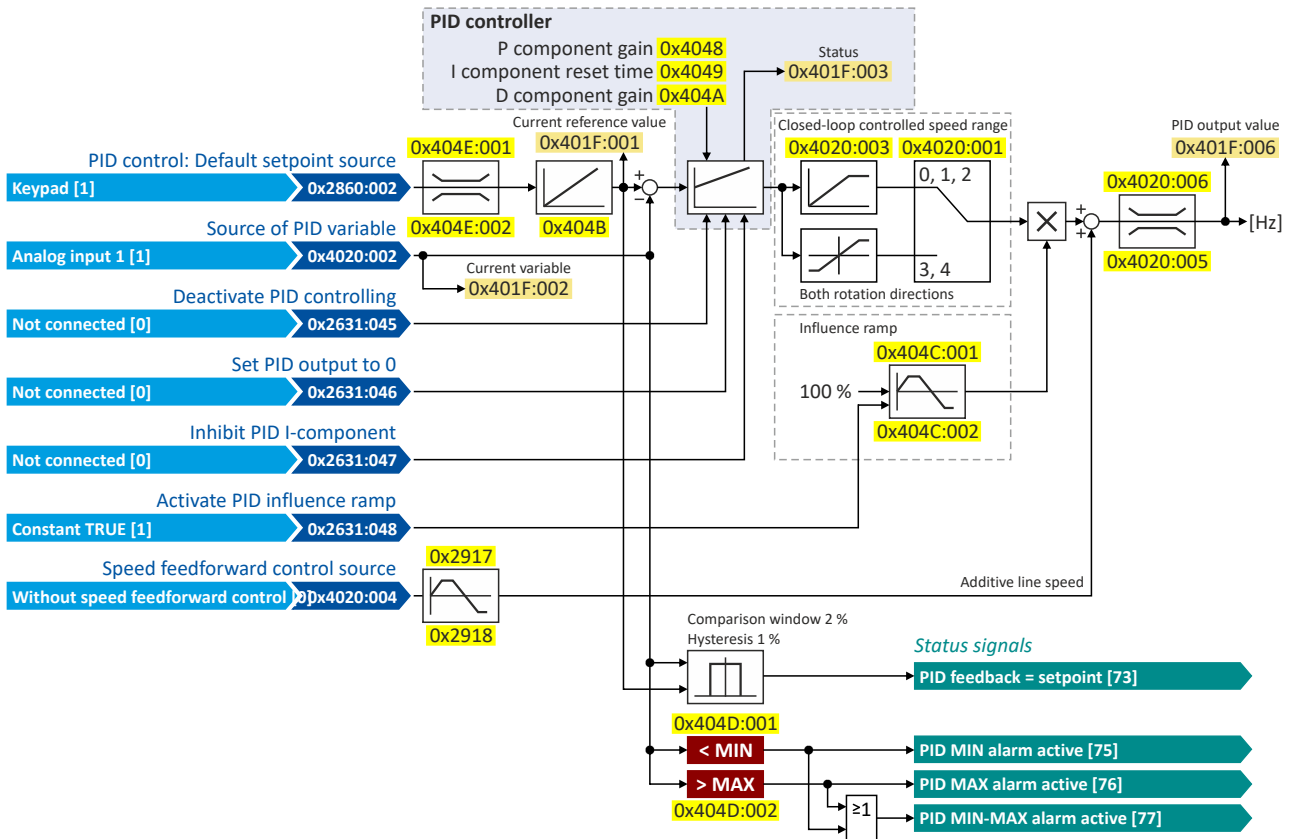 PID controller
P component gain 0x4048
I component reset time 0x4049
D component gain 0x404A
Status
0x401F:003
Current reference value
0x401F:001
Closed-loop controlled speed range
0x4020:003 0x4020:001
0, 1, 2
3, 4
Both rotation directions
PID output value
0x401F:006
0x4020:006
0x4020:005
[Hz]
PID control: Default setpoint source
Keypad [1] 0x2860:002
0x404E:001
0x404E:002
0x404B
+
−
+
+
Source of PID variable
Analog input 1 [1] 0x4020:002
Current variable
0x401F:002
Deactivate PID controlling
Not connected [0] 0x2631:045
Influence ramp
0x404C:001
100 %
0x404C:002
Set PID output to 0
Not connected [0] 0x2631:046
Inhibit PID I-component
Not connected [0] 0x2631:047
Activate PID influence ramp
Constant TRUE [1] 0x2631:048
Speed feedforward control source
Without speed feedforward control [0] 0x4020:004
0x2917
0x2918
Additive line speed
Comparison window 2 %
Hysteresis 1 %
Status signals
PID feedback = setpoint [73]
0x404D:001
< MIN
PID MIN alarm active [75]
> MAX
PID MAX alarm active [76]
0x404D:002
≥1
PID MIN-MAX alarm active [77]